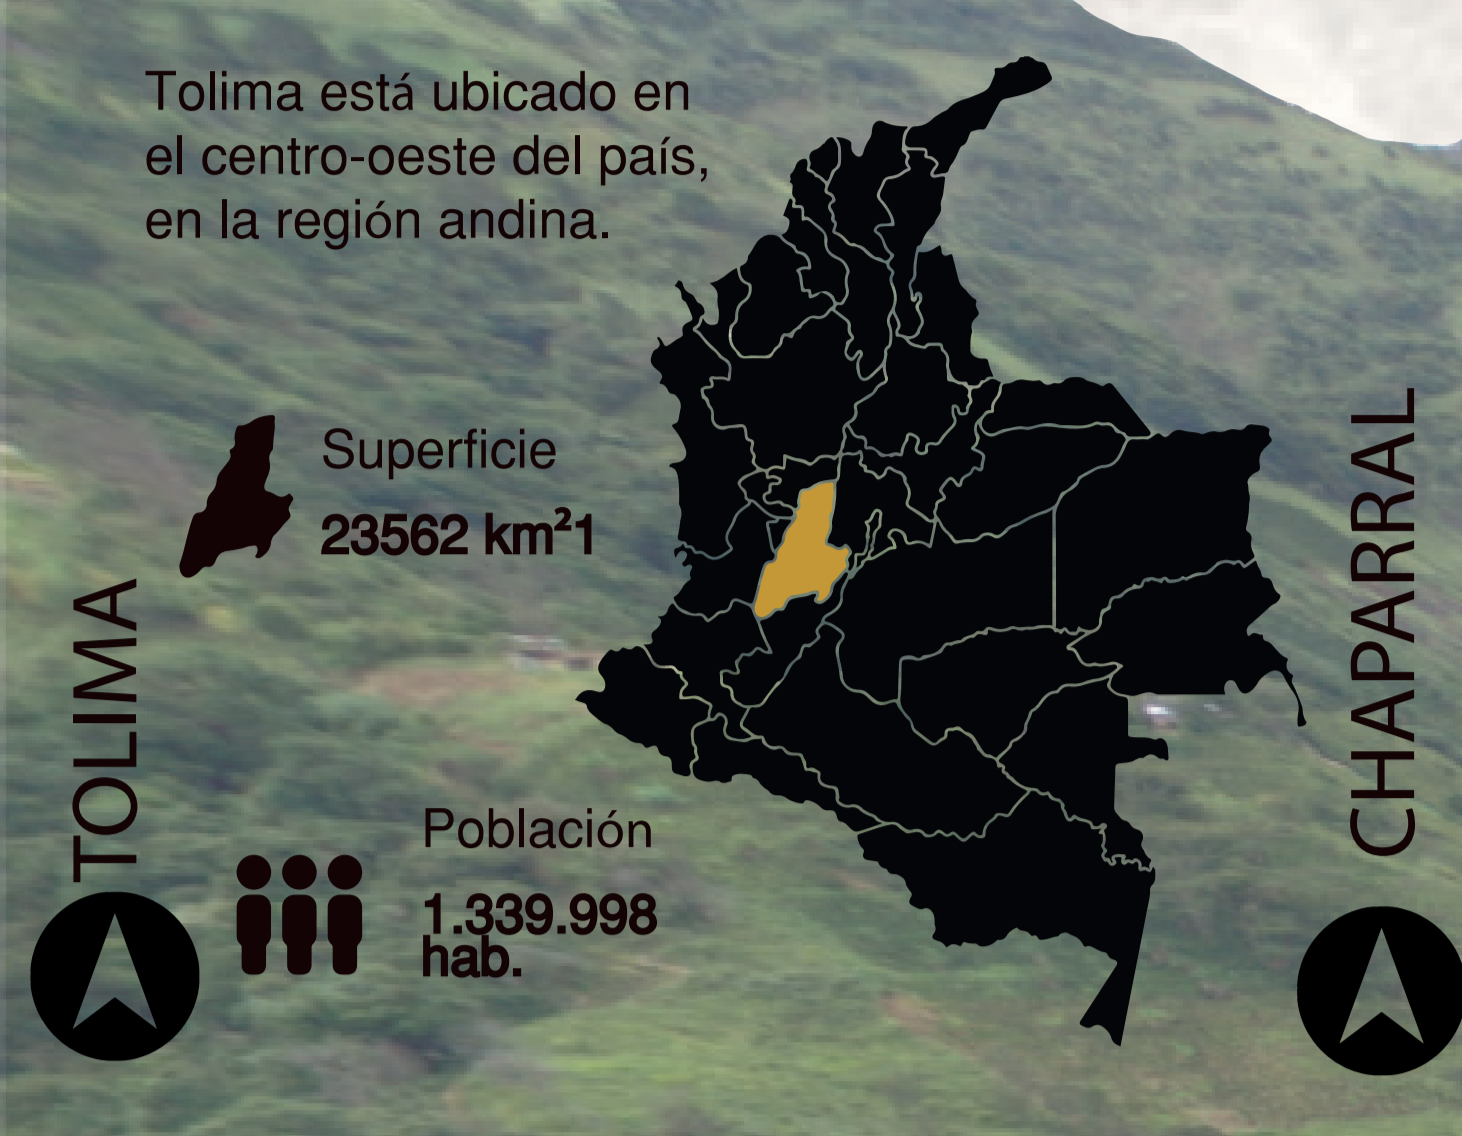 Tolima está ubicado en
el centro-oeste del país,
en la región andina.
Superficie
23562 km²1
TOLIMA
Población
1.339.998
hab.
CHAPARRAL